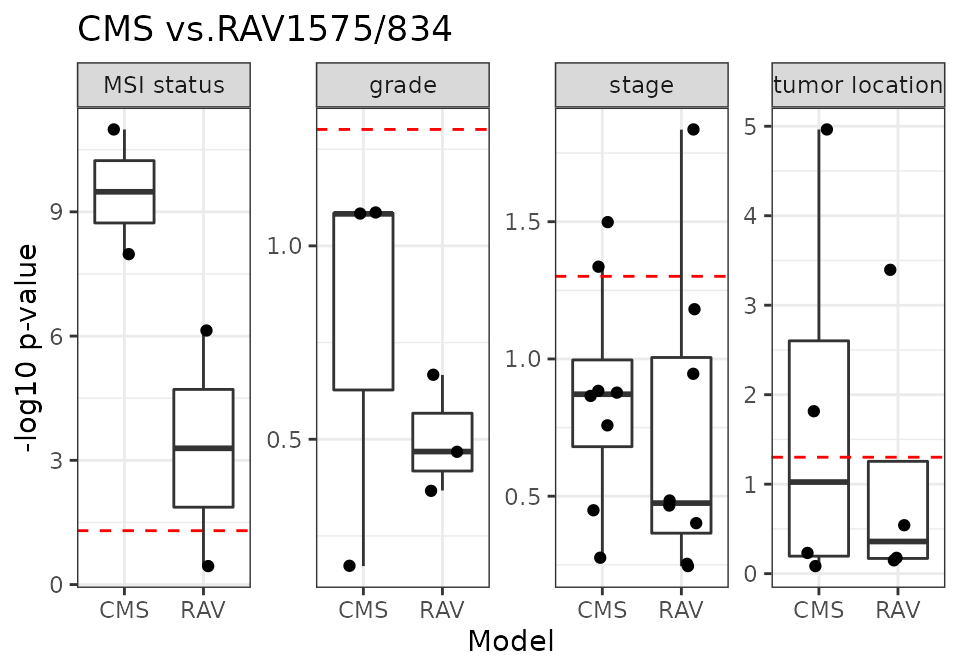 CMS vs.RAV1575/834
MSI status
grade
stage
tumor location
-log10 p-value
9
6
3
0
1.0
0.5
1.5
1.0
0.5
5
4
3
2
1
0
CMS RAV
CMS RAV
CMS RAV
CMS RAV
Model